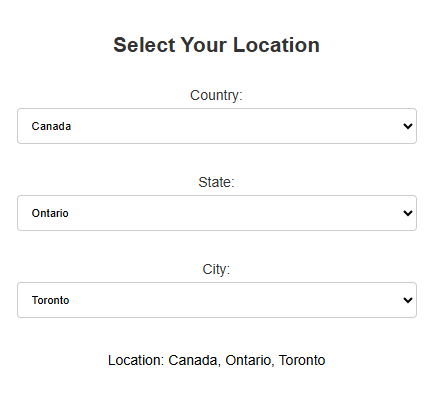 Select Your Location
Country:
Canada
State:
Ontario
City:
Toronto
Location: Canada, Ontario, Toronto